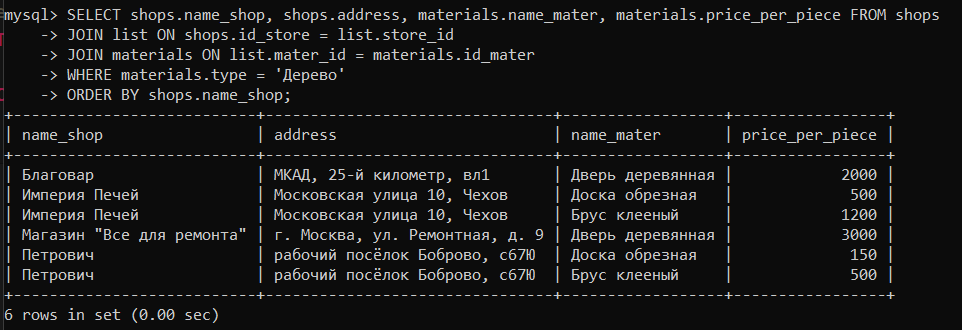 mysql> SELECT shops.name_shop, shops.address, materials.name_mater, materials.price_per_piece FROM shops
    -> JOIN list ON shops.id_store = list.store_id
    -> JOIN materials ON list.mater_id = materials.id_mater
    -> WHERE materials.type = 'Дерево'
    -> ORDER BY shops.name_shop;
+--------------------------+------------------------------+------------------+-----------------+
| name_shop                | address                      | name_mater       | price_per_piece |
+--------------------------+------------------------------+------------------+-----------------+
| Благовар                 | МКАД, 25-й километр, вл1     | Дверь деревянная |            2000 |
| Империя Печей            | Московская улица 10, Чехов   | Доска обрезная   |             500 |
| Империя Печей            | Московская улица 10, Чехов   | Брус клееный     |            1200 |
| Магазин "Все для ремонта" | г. Москва, ул. Ремонтная, д. 9 | Дверь деревянная |            3000 |
| Петрович                 | рабочий посёлок Боброво, с67Ю | Доска обрезная   |             150 |
| Петрович                 | рабочий посёлок Боброво, с67Ю | Брус клееный     |             500 |
+--------------------------+------------------------------+------------------+-----------------+
6 rows in set (0.00 sec)